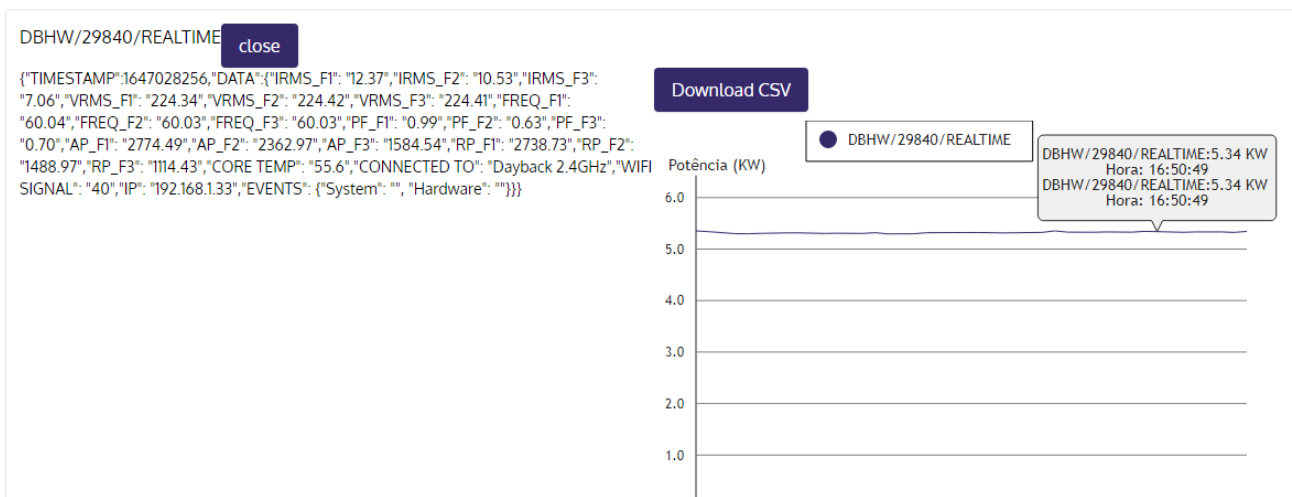 DBHW/29840/REALTIME
close
{"TIMESTAMP":1647028256,"DATA":{"IRMS_F1": "12.37","IRMS_F2": "10.53","IRMS_F3":
"7.06","VRMS_F1": "224.34","VRMS_F2": "224.42","VRMS_F3": "224.41","FREQ_F1":
"60.04","FREQ_F2": "60.03","FREQ_F3": "60.03","PF_F1": "0.99","PF_F2": "0.63","PF_F3":
"0.70","AP_F1": "2774.49","AP_F2": "2362.97","AP_F3": "1584.54","RP_F1": "2738.73","RP_F2":
"1488.97","RP_F3": "1114.43","CORE TEMP": "55.6","CONNECTED TO": "Dayback 2.4GHz","WIFI
SIGNAL": "40","IP": "192.168.1.33","EVENTS": {"System": "", "Hardware": ""}}}
Download CSV
DBHW/29840/REALTIME
DBHW/29840/REALTIME:5.34 KW
Hora: 16:50:49
DBHW/29840/REALTIME:5.34 KW
Hora: 16:50:49
Potência (KW)
6.0
5.0
4.0
3.0
2.0
1.0